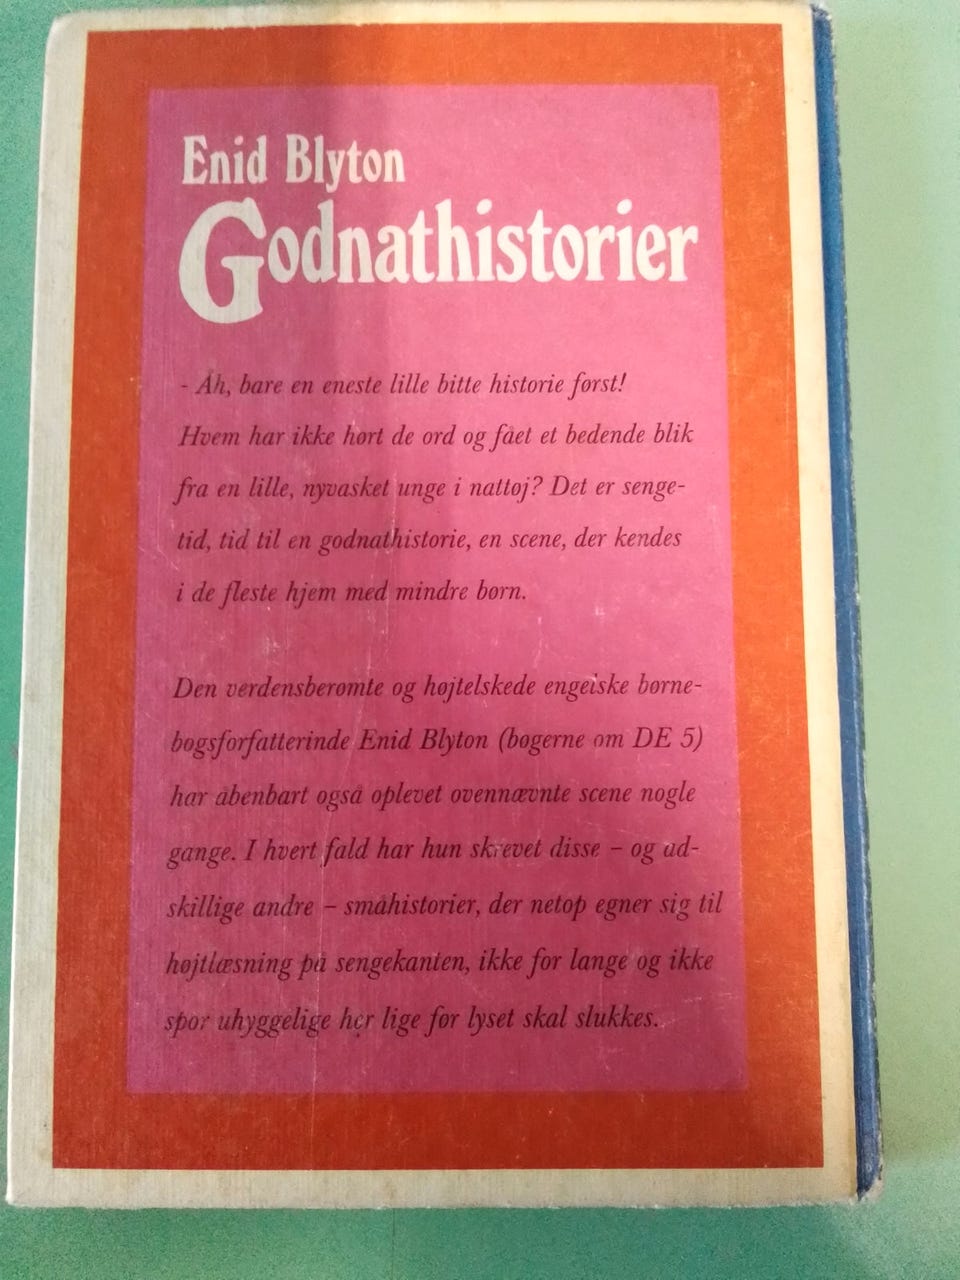 Enid Blyton
Godnathistorier
- Åh, bare en eneste lille bitte historie først!
Hvem har ikke hørt de ord og fået et bedende blik
fra en lille, nyvasket unge i nattøj? Det er senge-
tid, tid til en godnathistorie, en scene, der kendes
i de fleste hjem med mindre børn.
Den verdensberømte og højtelskede engelske børne-
bogsforfatterinde Enid Blyton (bøgerne om DE 5)
har åbenbart også oplevet ovennævnte scene nogle
gange. I hvert fald har hun skrevet disse – og ad-
skillige andre – småhistorier, der netop egner sig til
højtlæsning på sengekanten, ikke for lange og ikke
spor uhyggelige her lige før lyset skal slukkes.